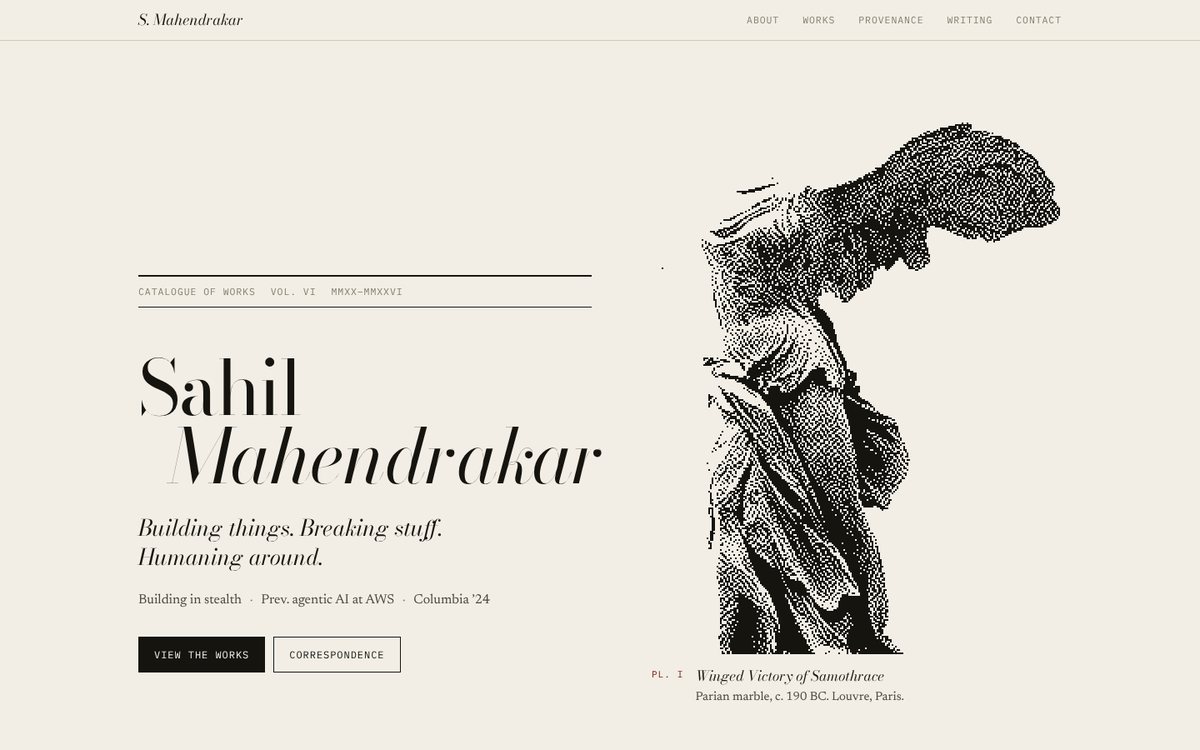 S. Mahendrakar
ABOUT WORKS PROVENANCE WRITING CONTACT
CATALOGUE OF WORKS VOL. VI MMXX–MMXXVI
Sahil
Mahendrakar
Building things. Breaking stuff.
Humaning around.
Building in stealth · Prev. agentic AI at AWS · Columbia ’24
VIEW THE WORKS CORRESPONDENCE
PL. I Winged Victory of Samothrace
Parian marble, c. 190 BC. Louvre, Paris.